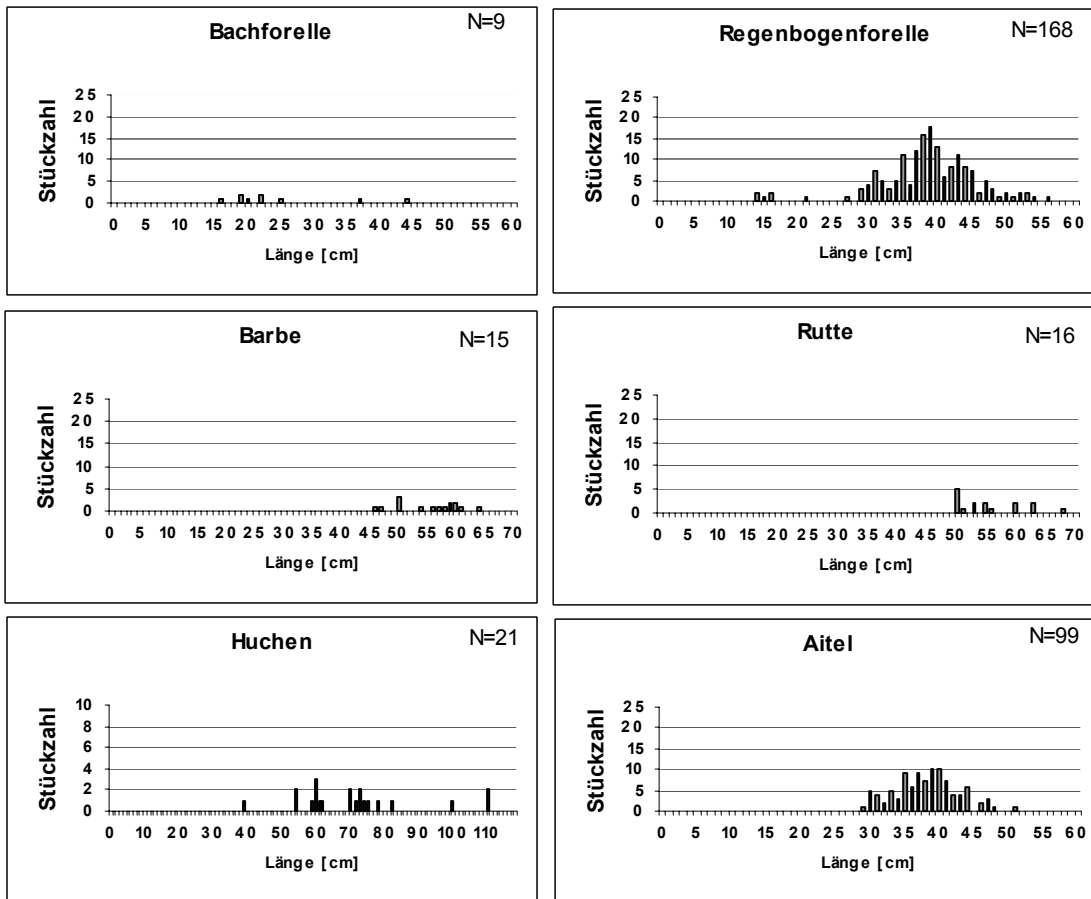 Bachforelle
N=9
Stückzahl
25
20
15
10
5
0
0 5 10 15 20 25 30 35 40 45 50 55 60
Länge [cm]
Regenbogenforelle
N=168
Stückzahl
25
20
15
10
5
0
0 5 10 15 20 25 30 35 40 45 50 55 60
Länge [cm]
Barbe
N=15
Stückzahl
25
20
15
10
5
0
0 5 10 15 20 25 30 35 40 45 50 55 60 65 70
Länge [cm]
Rutte
N=16
Stückzahl
25
20
15
10
5
0
0 5 10 15 20 25 30 35 40 45 50 55 60 65 70
Länge [cm]
Huchen
N=21
Stückzahl
10
8
6
4
2
0
0 10 20 30 40 50 60 70 80 90 100 110
Länge [cm]
Aitel
N=99
Stückzahl
25
20
15
10
5
0
0 5 10 15 20 25 30 35 40 45 50 55 60
Länge [cm]